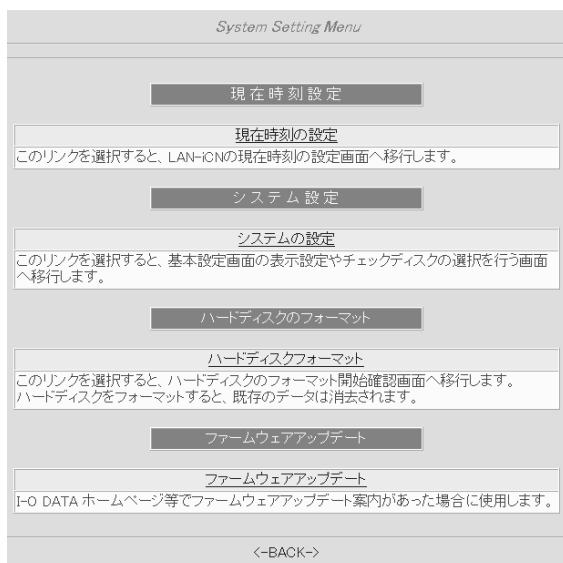 System Setting Menu
現在時刻設定
現在時刻の設定
このリンクを選択すると、LAN-iCNの現在時刻の設定画面へ移行します。
システム設定
システムの設定
このリンクを選択すると、基本設定画面の表示設定やチェックディスクの選択を行う画面
へ移行します。
ハードディスクのフォーマット
ハードディスクフォーマット
このリンクを選択すると、ハードディスクのフォーマット開始確認画面へ移行します。
ハードディスクをフォーマットすると、既存のデータは消去されます。
ファームウェアアップデート
ファームウェアアップデート
I-O DATA ホームページ等でファームウェアアップデート案内があった場合に使用します。
<-BACK->